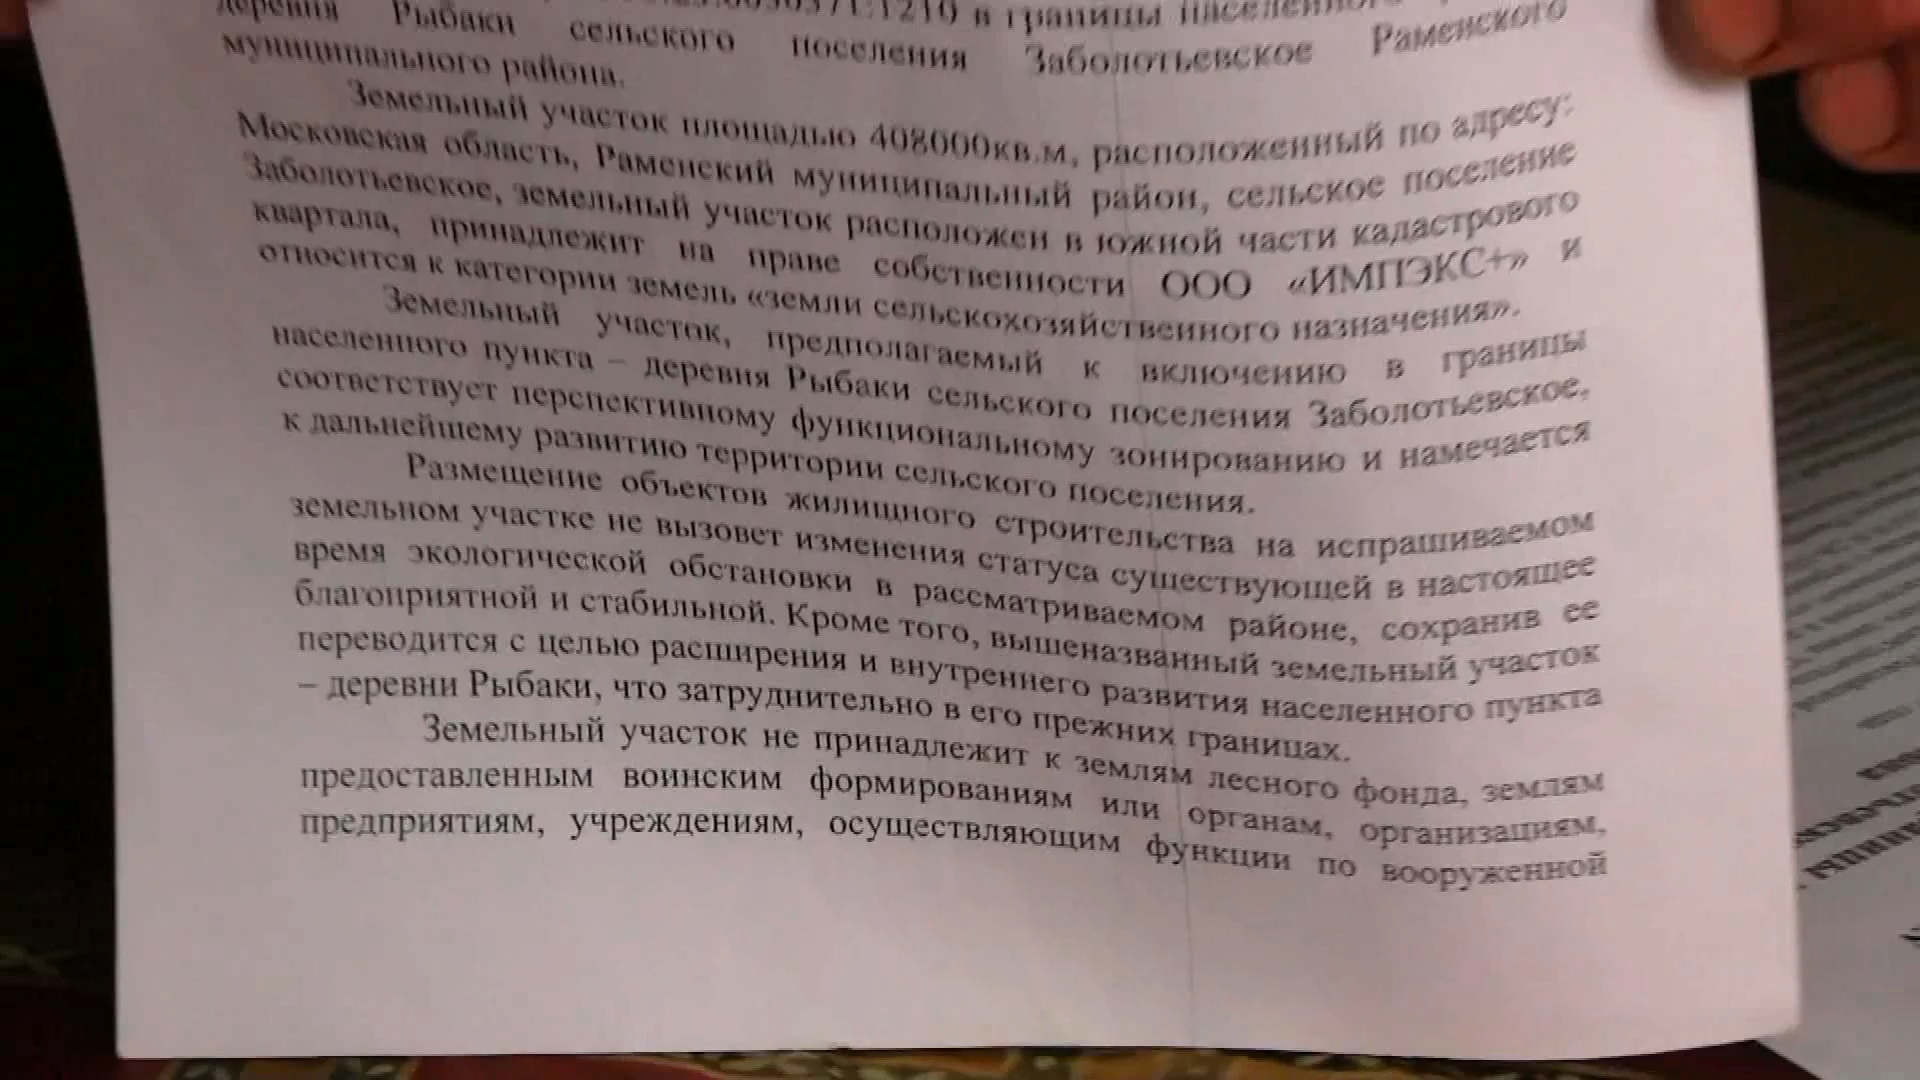 в границы
деревня Рыбаки сельского поселения Заболотьевское Раменского
муниципального района.
Земельный участок площадью 408000кв.м, расположенный по адресу:
Московская область, Раменский муниципальный район, сельское поселение
Заболотьевское, земельный участок расположен в южной части кадастрового
квартала, принадлежит на праве собственности ООО «ИМПЭКС+» и
относится к категории земель «земли сельскохозяйственного назначения».
Земельный участок, предполагаемый к включению в границы
населенного пункта – деревня Рыбаки сельского поселения Заболотьевское,
соответствует перспективному функциональному зонированию и намечается
к дальнейшему развитию территории сельского поселения.
Размещение объектов жилищного строительства на испрашиваемом
земельном участке не вызовет изменения статуса существующей в настоящее
время экологической обстановки в рассматриваемом районе, сохранив ее
благоприятной и стабильной. Кроме того, вышеназванный земельный участок
переводится с целью расширения и внутреннего развития населенного пункта
– деревни Рыбаки, что затруднительно в его прежних границах.
Земельный участок не принадлежит к землям лесного фонда, землям
предоставленным воинским формированиям или органам, организациям,
предприятиям, учреждениям, осуществляющим функции по вооруженной